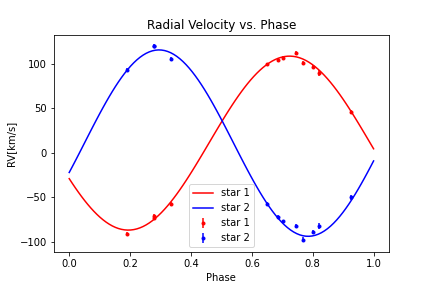 Radial Velocity vs. Phase
RV[km/s]
100
50
0
−50
−100
star 1
star 2
star 1
star 2
0.0 0.2 0.4 0.6 0.8 1.0
Phase